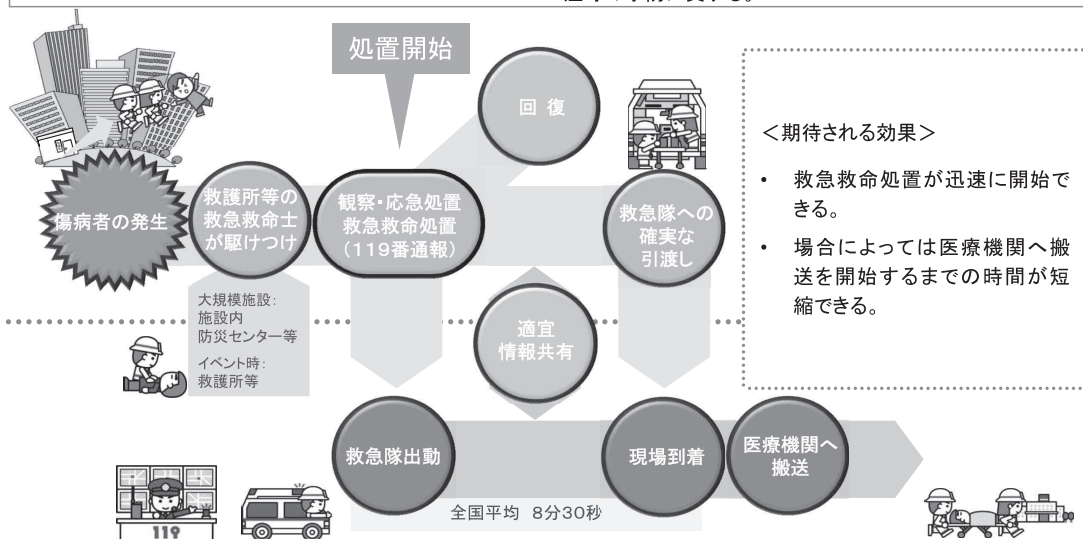 処置開始
回 復
傷病者の発生
救護所等の
救急救命士
が駆けつけ
観察・応急処置
救急救命処置
(119番通報)
救急隊への
確実な
引渡し
大規模施設:
施設内
防災センター等
イベント時:
救護所等
適宜
情報共有
救急隊出動
現場到着
医療機関へ
搬送
全国平均 8分30秒
119
＜期待される効果＞
• 救急救命処置が迅速に開始で
きる。
• 場合によっては医療機関へ搬
送を開始するまでの時間が短
縮できる。